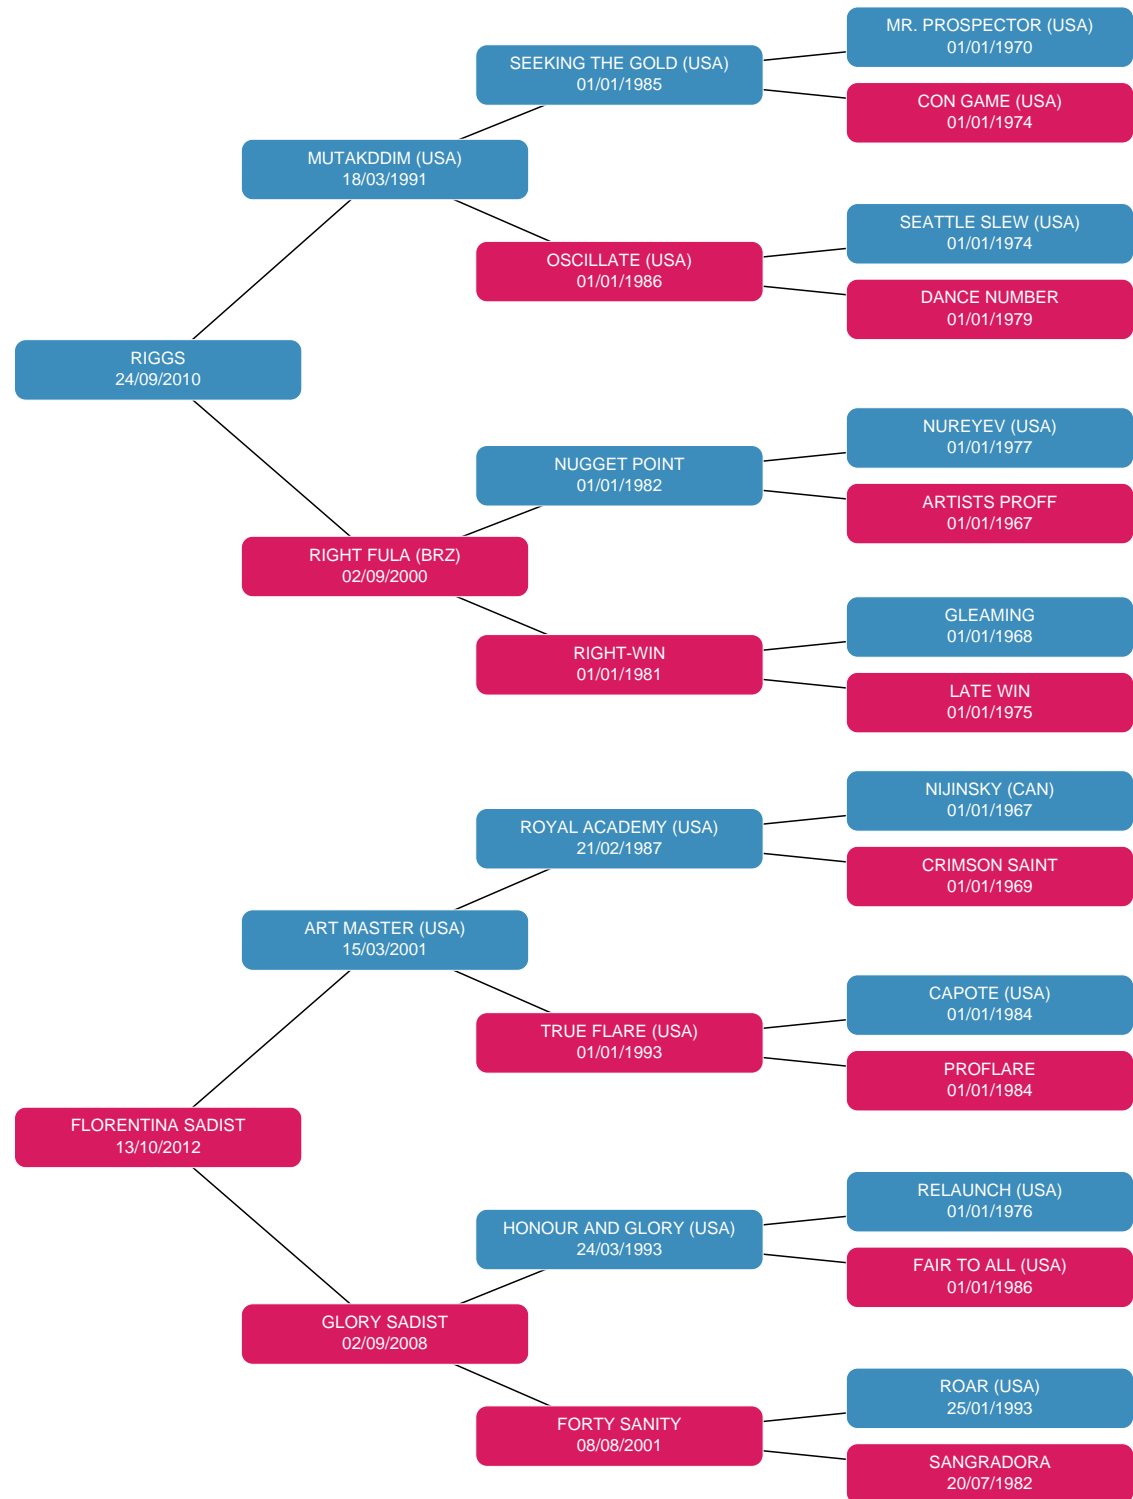 MR. PROSPECTOR (USA)
01/01/1970
SEEKING THE GOLD (USA)
01/01/1985
CON GAME (USA)
01/01/1974
MUTAKDDIM (USA)
18/03/1991
SEATTLE SLEW (USA)
01/01/1974
OSCILLATE (USA)
01/01/1986
DANCE NUMBER
01/01/1979
RIGGS
24/09/2010
NUREYEV (USA)
01/01/1977
NUGGET POINT
01/01/1982
ARTISTS PROFF
01/01/1967
RIGHT FULA (BRZ)
02/09/2000
GLEAMING
01/01/1968
RIGHT-WIN
01/01/1981
LATE WIN
01/01/1975
NIJINSKY (CAN)
01/01/1967
ROYAL ACADEMY (USA)
21/02/1987
CRIMSON SAINT
01/01/1969
ART MASTER (USA)
15/03/2001
CAPOTE (USA)
01/01/1984
TRUE FLARE (USA)
01/01/1993
PROFLARE
01/01/1984
FLORENTINA SADIST
13/10/2012
RELAUNCH (USA)
01/01/1976
HONOUR AND GLORY (USA)
24/03/1993
FAIR TO ALL (USA)
01/01/1986
GLORY SADIST
02/09/2008
ROAR (USA)
25/01/1993
FORTY SANITY
08/08/2001
SANGRADORA
20/07/1982